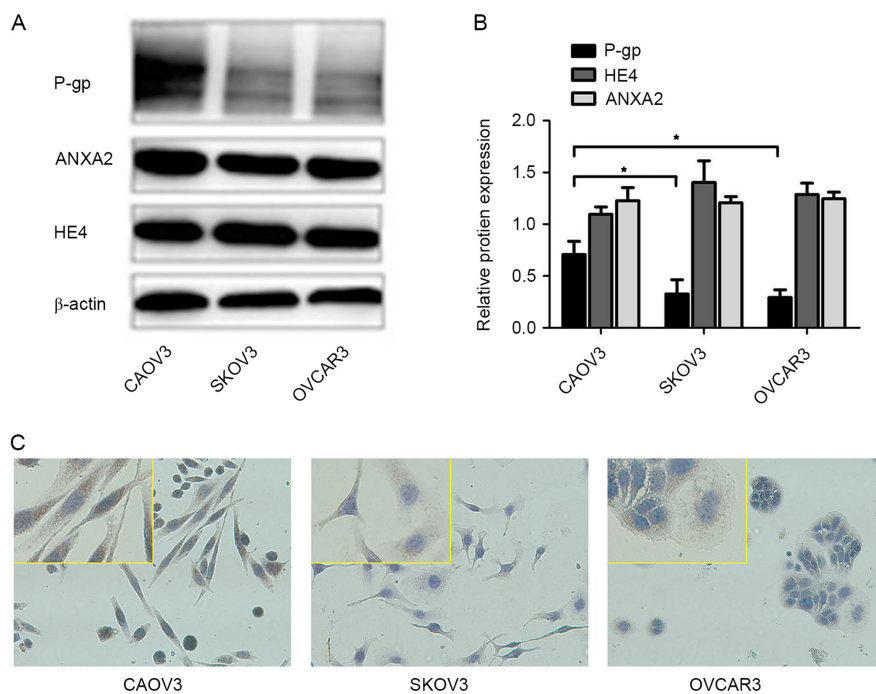 A
P-gp
ANXA2
HE4
β-actin
CAOV3
SKOV3
OVCAR3
B
P-gp
HE4
ANXA2
Relative protien expression
2.0
1.5
1.0
0.5
0.0
*
*
CAOV3
SKOV3
OVCAR3
C
CAOV3
SKOV3
OVCAR3